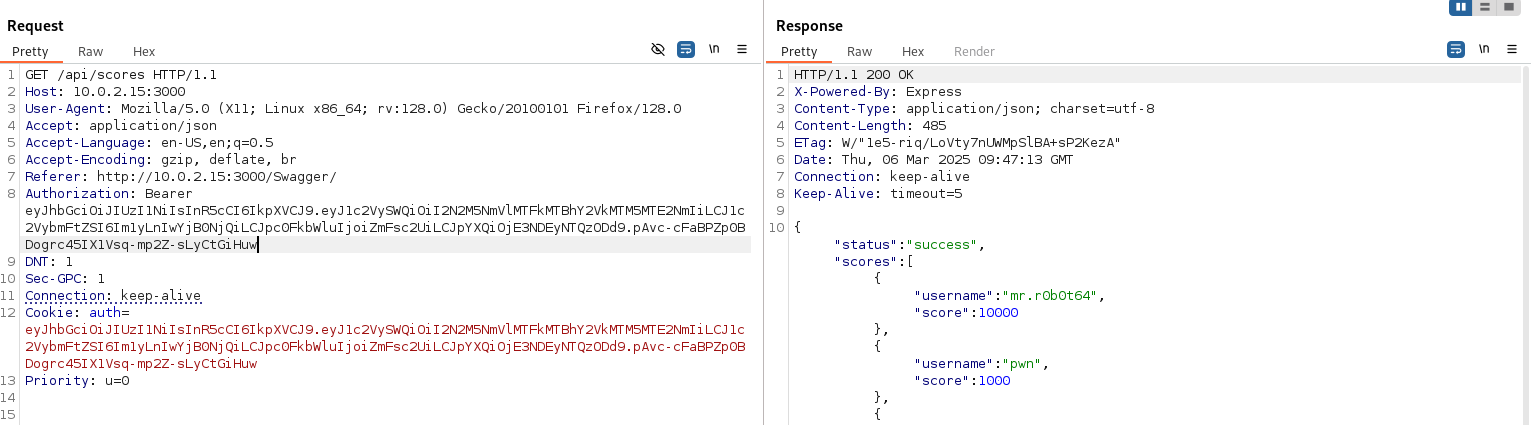 Request
Pretty Raw Hex
\n
1 GET /api/scores HTTP/1.1
2 Host: 10.0.2.15:3000
3 User-Agent: Mozilla/5.0 (X11; Linux x86_64; rv:128.0) Gecko/20100101 Firefox/128.0
4 Accept: application/json
5 Accept-Language: en-US,en;q=0.5
6 Accept-Encoding: gzip, deflate, br
7 Referer: http://10.0.2.15:3000/Swagger/
8 Authorization: Bearer
eyJhbGciOiJIUzI1NiIsInR5cCI6IkpXVCJ9.eyJ1c2VySWQiOiI2N2M5NmVlMTFkMTBhY2VkMTM5MTE2NmIiLCJ1c
2VybmFtZSI6Im1yLnIwYjB0NjQiLCJpc0FkbWluIjoiZmFsc2UiLCJpYXQiOjE3NDEyNTQzODd9.pAvc-cFaBPZp0B
Dogrc45IX1Vsq-mp2Z-sLyCtGiHuw
9 DNT: 1
10 Sec-GPC: 1
11 Connection: keep-alive
12 Cookie: auth=
eyJhbGciOiJIUzI1NiIsInR5cCI6IkpXVCJ9.eyJ1c2VySWQiOiI2N2M5NmVlMTFkMTBhY2VkMTM5MTE2NmIiLCJ1c
2VybmFtZSI6Im1yLnIwYjB0NjQiLCJpc0FkbWluIjoiZmFsc2UiLCJpYXQiOjE3NDEyNTQzODd9.pAvc-cFaBPZp0B
Dogrc45IX1Vsq-mp2Z-sLyCtGiHuw
13 Priority: u=0
14
15
Response
Pretty Raw Hex Render
\n
1 HTTP/1.1 200 OK
2 X-Powered-By: Express
3 Content-Type: application/json; charset=utf-8
4 Content-Length: 485
5 ETag: W/"1e5-riq/LoVty7nUWMpSlBA+sP2KezA"
6 Date: Thu, 06 Mar 2025 09:47:13 GMT
7 Connection: keep-alive
8 Keep-Alive: timeout=5
9
10 {
"status":"success",
"scores":[
{
"username":"mr.r0b0t64",
"score":10000
},
{
"username":"pwn",
"score":1000
},
{